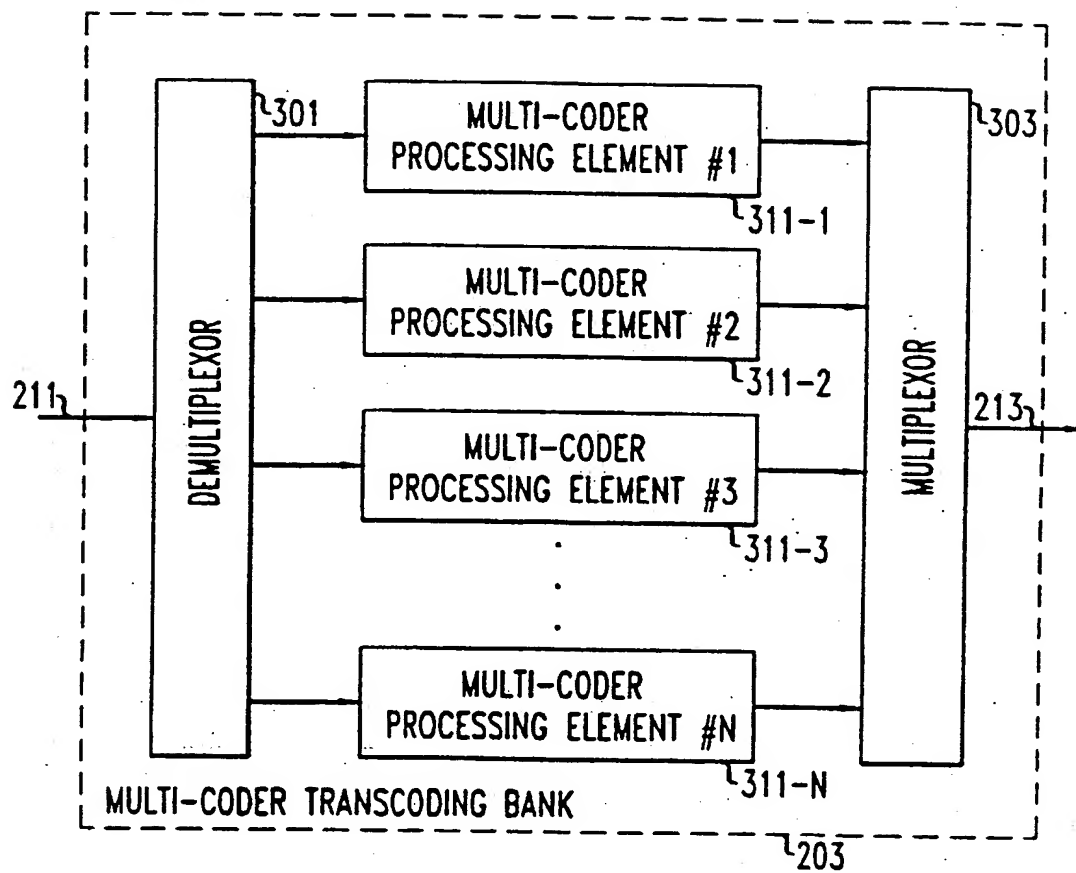 301
MULTI-CODER
PROCESSING ELEMENT #1
303
311-1
MULTI-CODER
PROCESSING ELEMENT #2
311-2
211
DEMULTIPLEXOR
MULTIPLEXOR
213
MULTI-CODER
PROCESSING ELEMENT #3
311-3
MULTI-CODER
PROCESSING ELEMENT #N
311-N
MULTI-CODER TRANSCODING BANK
203